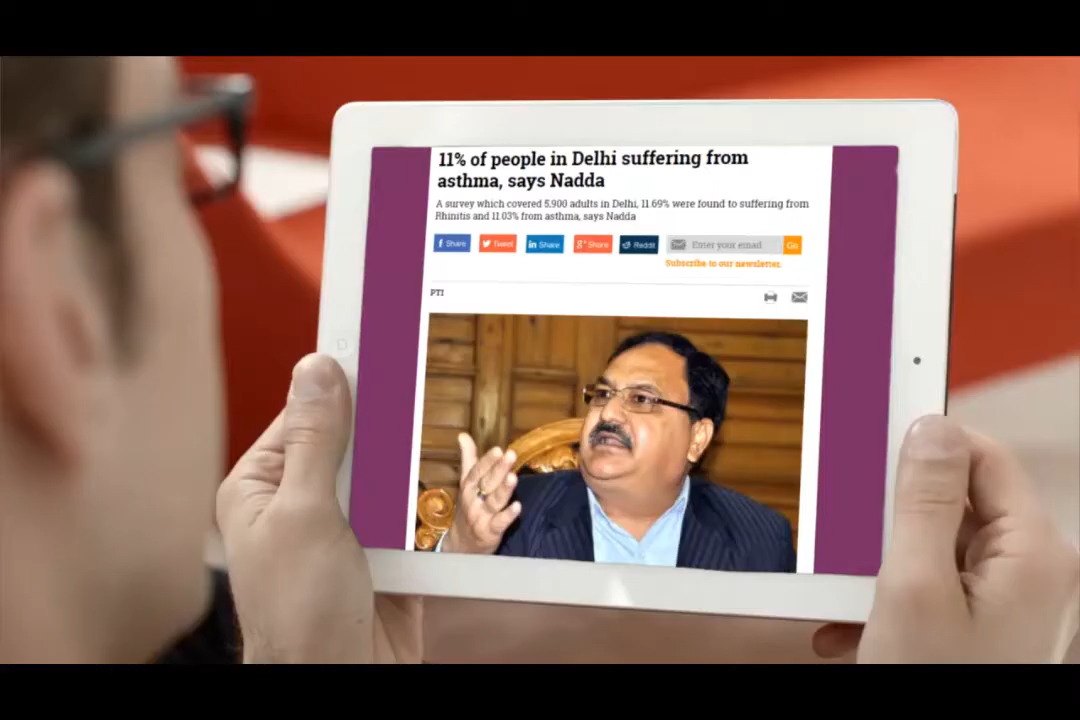 11% of people in Delhi suffering from
asthma, says Nadda
A survey which covered 5,900 adults in Delhi, 11.69% were found to suffering from
Rhinitis and 11.03% from asthma, says Nadda
f Share
Tweet
in Share
g+ Share
Reddit
Enter your email
Go
Subscribe to our newsletter.
PTI